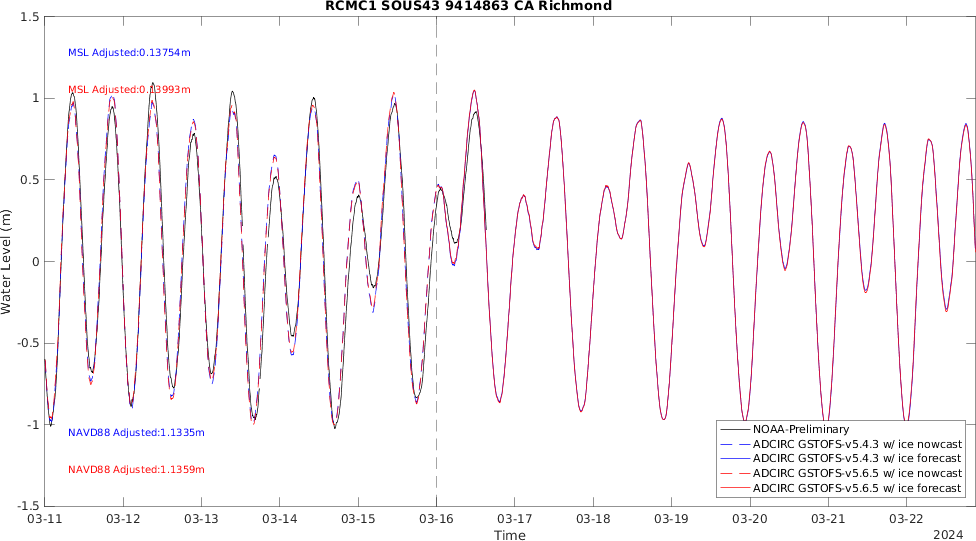 RCMC1 SOUS43 9414863 CA Richmond
1.5
MSL Adjusted:0.13754m
MSL Adjusted:0.13993m
1
0.5
0
-0.5
-1
-1.5
Water Level (m)
NAVD88 Adjusted:1.1335m
NAVD88 Adjusted:1.1359m
NOAA-Preliminary
ADCIRC GSTOFS-v5.4.3 w/ ice nowcast
ADCIRC GSTOFS-v5.4.3 w/ ice forecast
ADCIRC GSTOFS-v5.6.5 w/ ice nowcast
ADCIRC GSTOFS-v5.6.5 w/ ice forecast
03-11 03-12 03-13 03-14 03-15 03-16 03-17 03-18 03-19 03-20 03-21 03-22
Time
2024